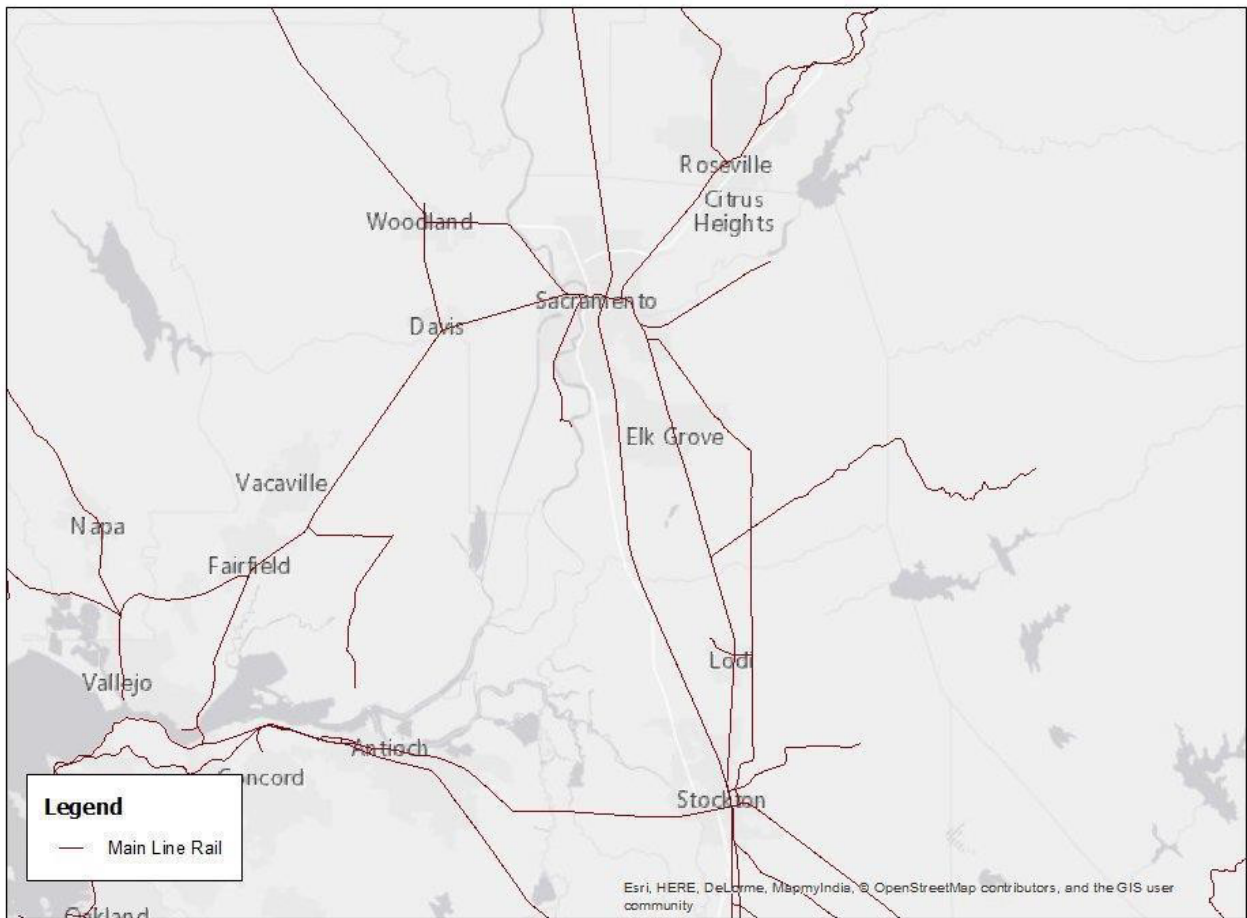 Roseville
Citrus
Heights
Woodland
Sacramento
Davis
Elk Grove
Vacaville
Napa
Fairfield
Lodi
Vallejo
Antioch
Concord
Stockton
Legend
Main Line Rail
Esri, HERE, DeLorme, MapmyIndia, © OpenStreetMap contributors, and the GIS user
community
Oakland